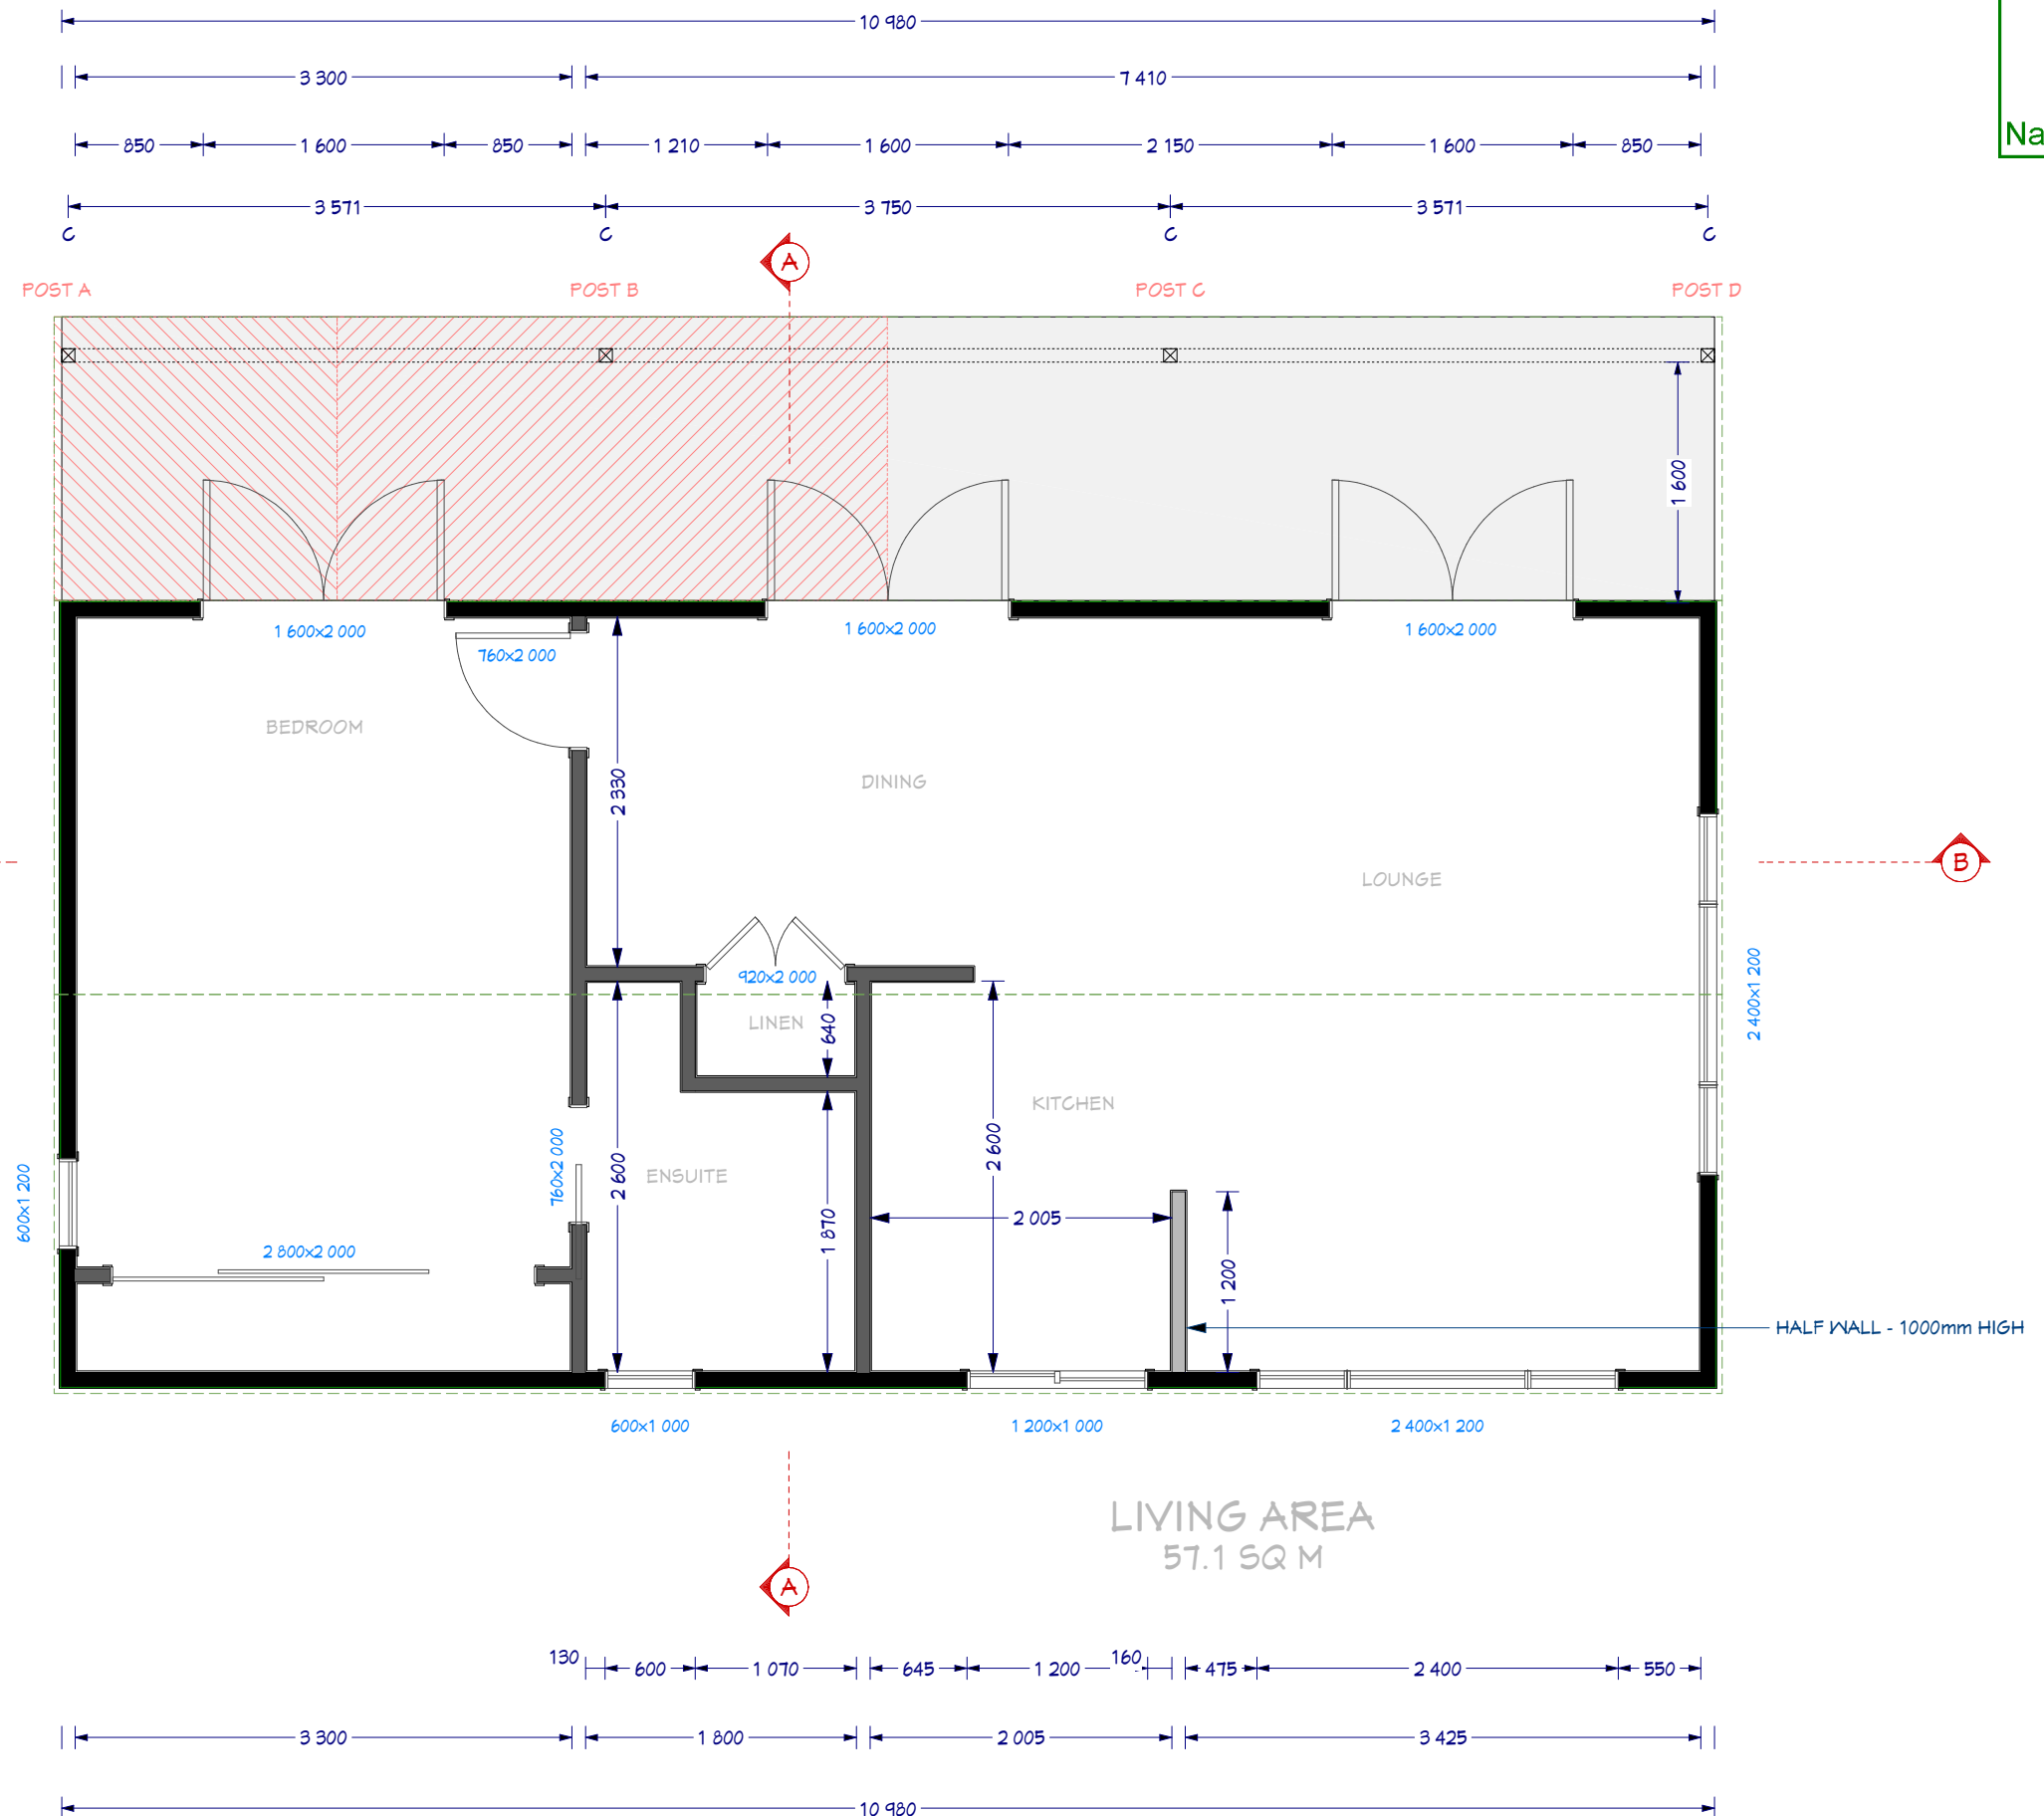 10 980
3 300
7 410
Na
850
1 600
850
1 210
1 600
2 150
1 600
850
3 571
3 750
3 571
C
C
C
C
A
POST A
POST B
POST C
POST D
1 600
1 600x2 000
1 600x2 000
1 600x2 000
760x2 000
BEDROOM
DINING
2 330
LOUNGE
B
920x2 000
2 400x1 200
LINEN
640
KITCHEN
2 600
760x2 000
2 600
ENSUITE
600x1 200
2 005
1 870
2 800x2 000
1 200
HALF WALL - 1000mm HIGH
600x1 000
1 200x1 000
2 400x1 200
LIVING AREA
57.1 SQ M
A
130
600
1 070
645
1 200
160
475
2 400
550
3 300
1 800
2 005
3 425
10 980